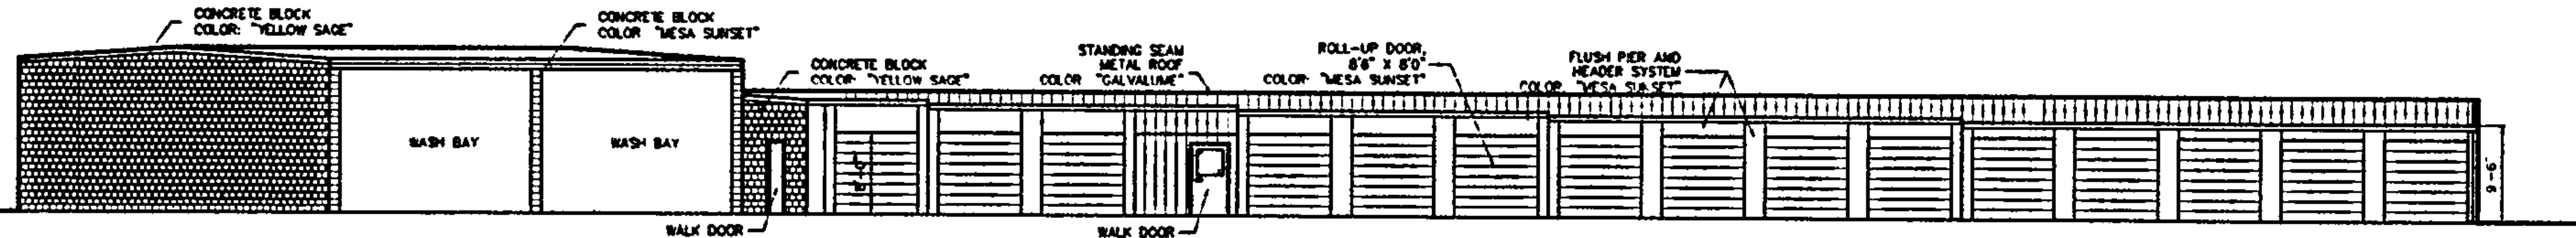 CONCRETE BLOCK
COLOR: "YELLOW SAGE"
CONCRETE BLOCK
COLOR "MESA SUNSET"
CONCRETE BLOCK
COLOR: "YELLOW SAGE"
STANDING SEAM
METAL ROOF
COLOR "GALVALUME"
ROLL-UP DOOR,
8'6" X 8'0"
COLOR: "MESA SUNSET"
FLUSH PIER AND
HEADER SYSTEM
COLOR "MESA SUNSET"
WASH BAY
WASH BAY
9'-6"
WALK DOOR
WALK DOOR